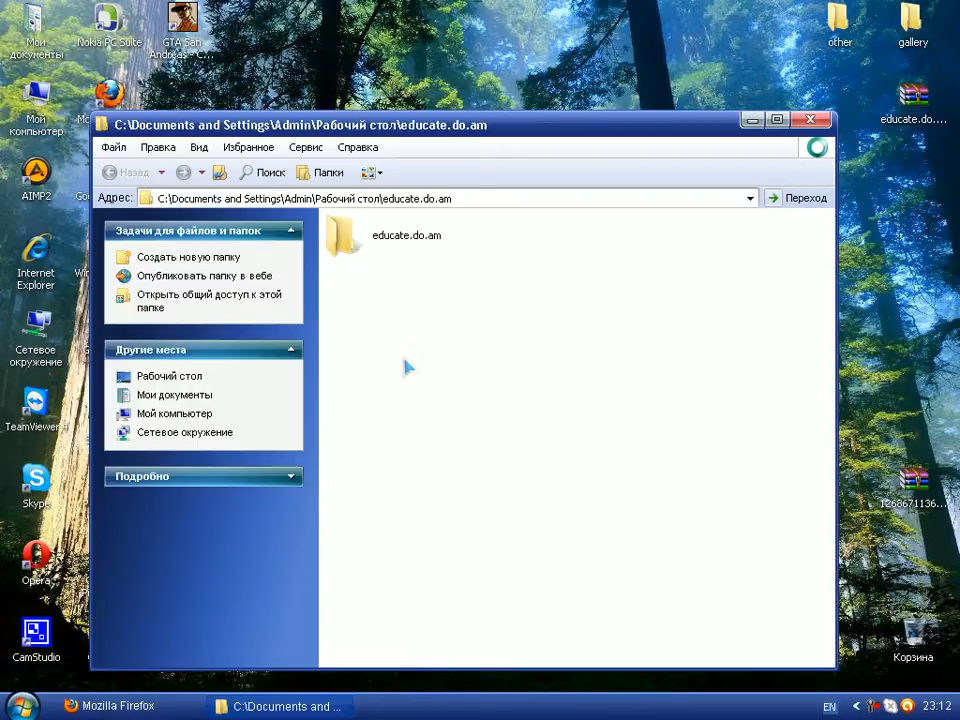 Мои документы
Nokia PC Suite
GTA San Andreas - C...
other
gallery
Мой компьютер
educate.do....
C:\Documents and Settings\Admin\Рабочий стол\educate.do.am
Файл Правка Вид Избранное Сервис Справка
Назад Поиск Папки
Адрес: C:\Documents and Settings\Admin\Рабочий стол\educate.do.am Переход
AIMP2
Задачи для файлов и папок
Создать новую папку
Опубликовать папку в вебе
Открыть общий доступ к этой
папке
educate.do.am
Internet
Explorer
Другие места
Рабочий стол
Мои документы
Мой компьютер
Сетевое окружение
Сетевое
окружение
TeamViewer
Подробно
Skype
1268671136...
Opera
CamStudio
Корзина
Mozilla Firefox
C:\Documents and ...
EN
23:12